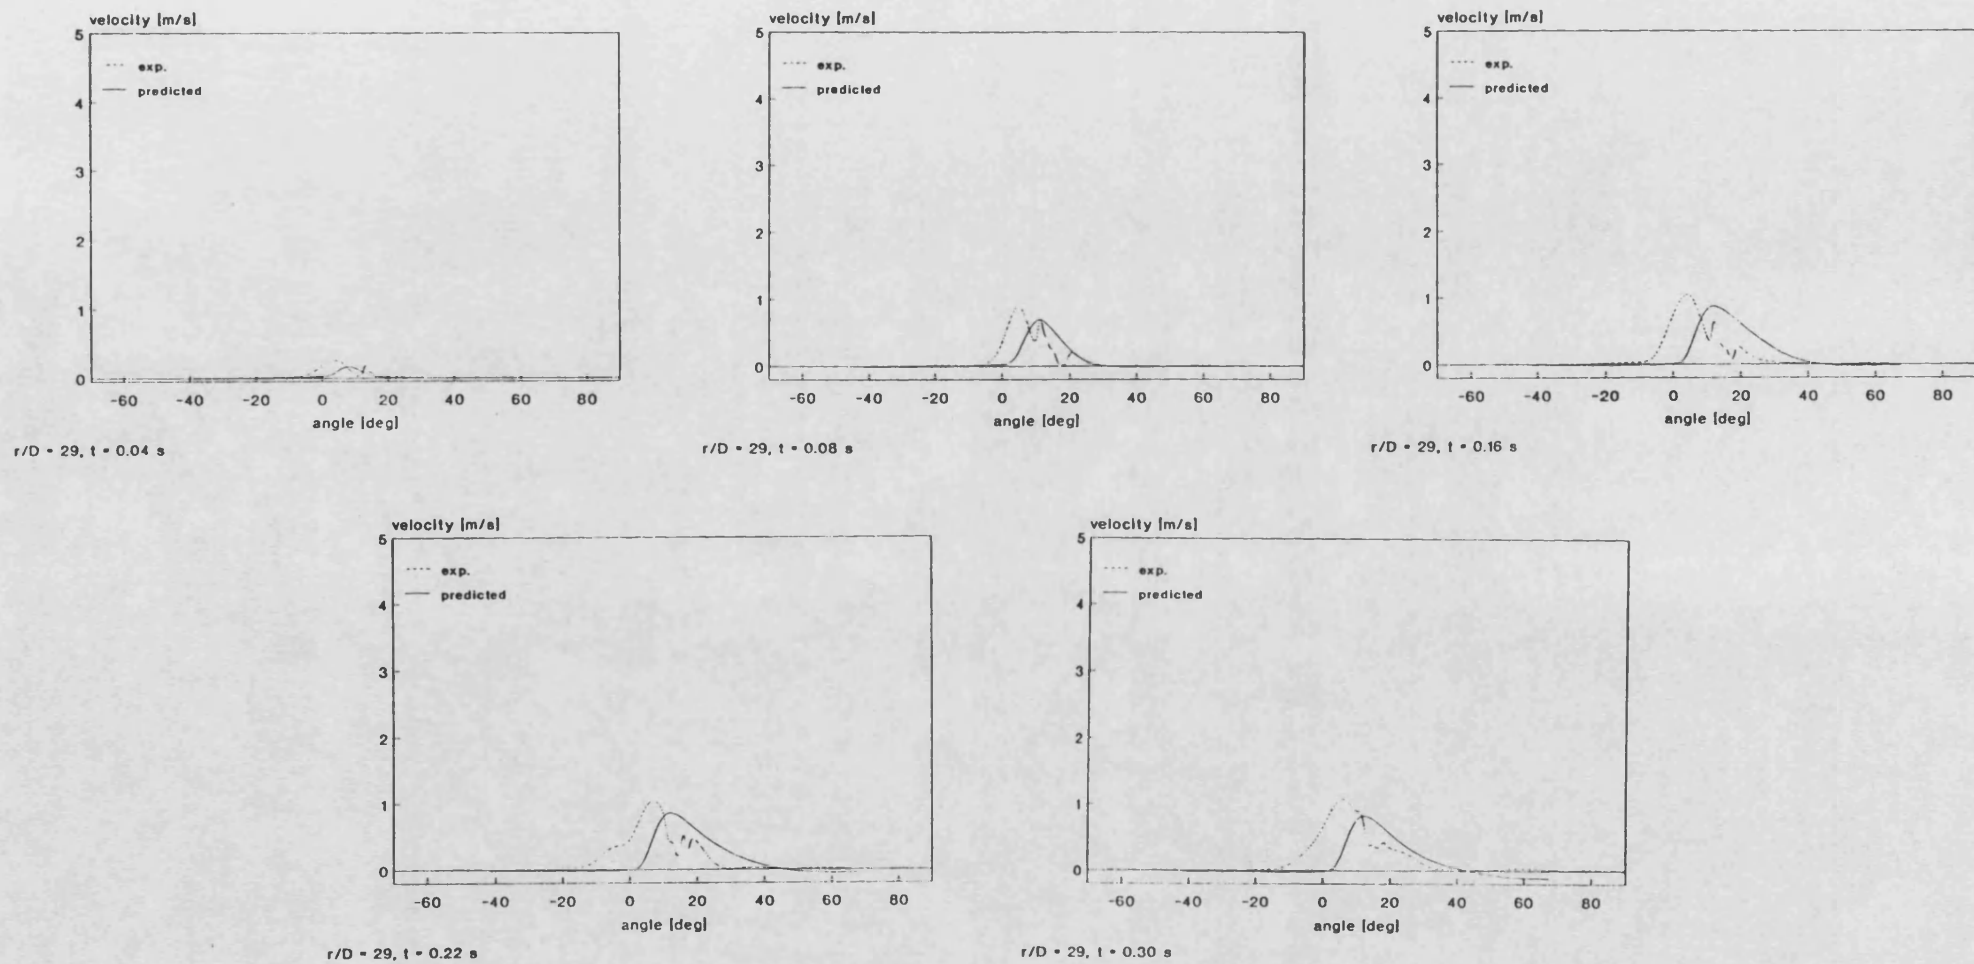 velocity [m/s]
5
exp.
predicted
4
3
2
1
0
-60 -40 -20 0 20 40 60 80
angle [deg]
r/D = 29, t = 0.04 s
velocity [m/s]
5
exp.
predicted
4
3
2
1
0
-60 -40 -20 0 20 40 60 80
angle [deg]
r/D = 29, t = 0.08 s
velocity [m/s]
5
exp.
predicted
4
3
2
1
0
-60 -40 -20 0 20 40 60 80
angle [deg]
r/D = 29, t = 0.16 s
velocity [m/s]
5
exp.
predicted
4
3
2
1
0
-60 -40 -20 0 20 40 60 80
angle [deg]
r/D = 29, t = 0.22 s
velocity [m/s]
5
exp.
predicted
4
3
2
1
0
-60 -40 -20 0 20 40 60 80
angle [deg]
r/D = 29, t = 0.30 s